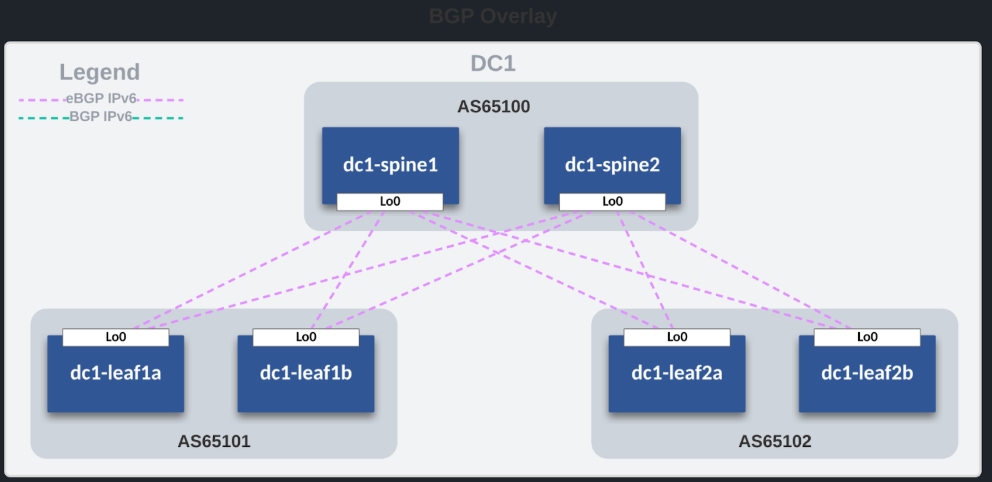 BGP Overlay
Legend
eBGP IPv6
BGP IPv6
DC1
AS65100
dc1-spine1
dc1-spine2
Lo0
Lo0
Lo0
Lo0
Lo0
Lo0
dc1-leaf1a
dc1-leaf1b
dc1-leaf2a
dc1-leaf2b
AS65101
AS65102